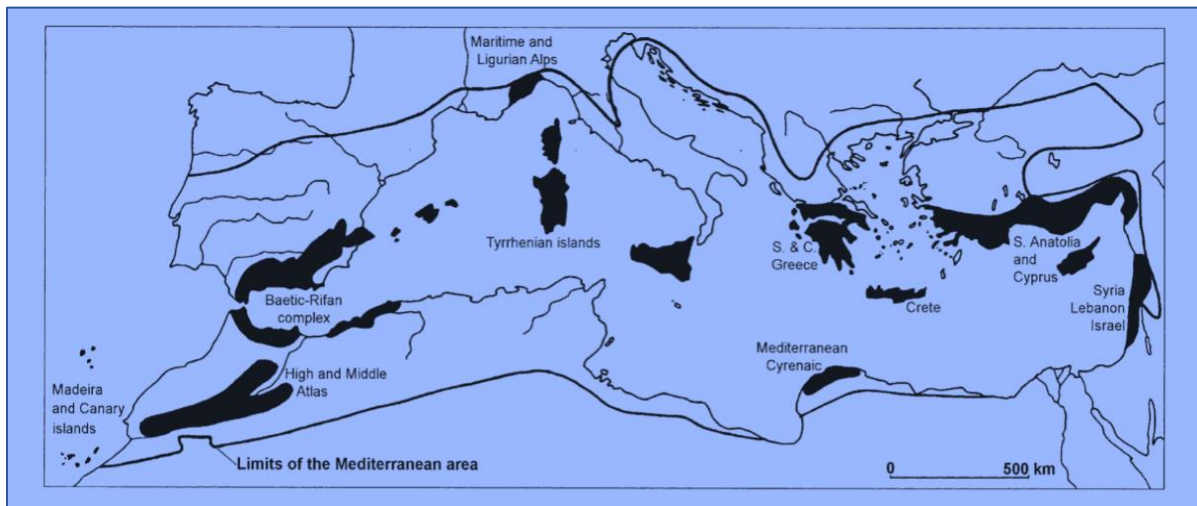 Maritime and
Ligurian Alps
Tyrrhenian islands
S. & C.
Greece
S. Anatolia
and
Cyprus
Syria
Lebanon
Israel
Crete
Baetic-Rifan
complex
Mediterranean
Cyrenaic
High and Middle
Atlas
Madeira
and Canary
islands
Limits of the Mediterranean area
0 500 km